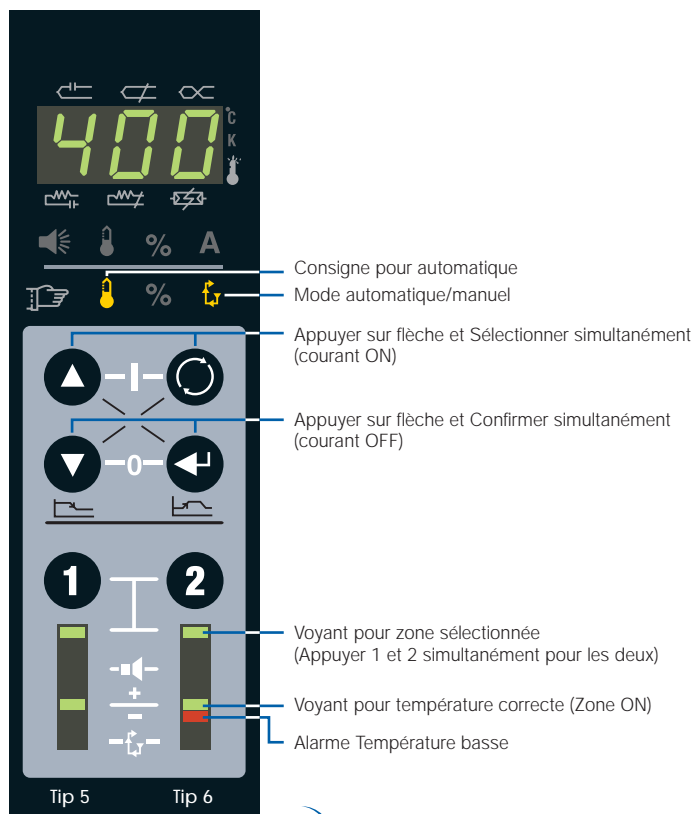 400
°C
K
% A
%
Consigne pour automatique
Mode automatique/manuel
Appuyer sur flèche et Sélectionner simultanément
(courant ON)
Appuyer sur flèche et Confirmer simultanément
(courant OFF)
0
1 2
Voyant pour zone sélectionnée
(Appuyer 1 et 2 simultanément pour les deux)
+
-
Voyant pour température correcte (Zone ON)
Alarme Température basse
Tip 5 Tip 6